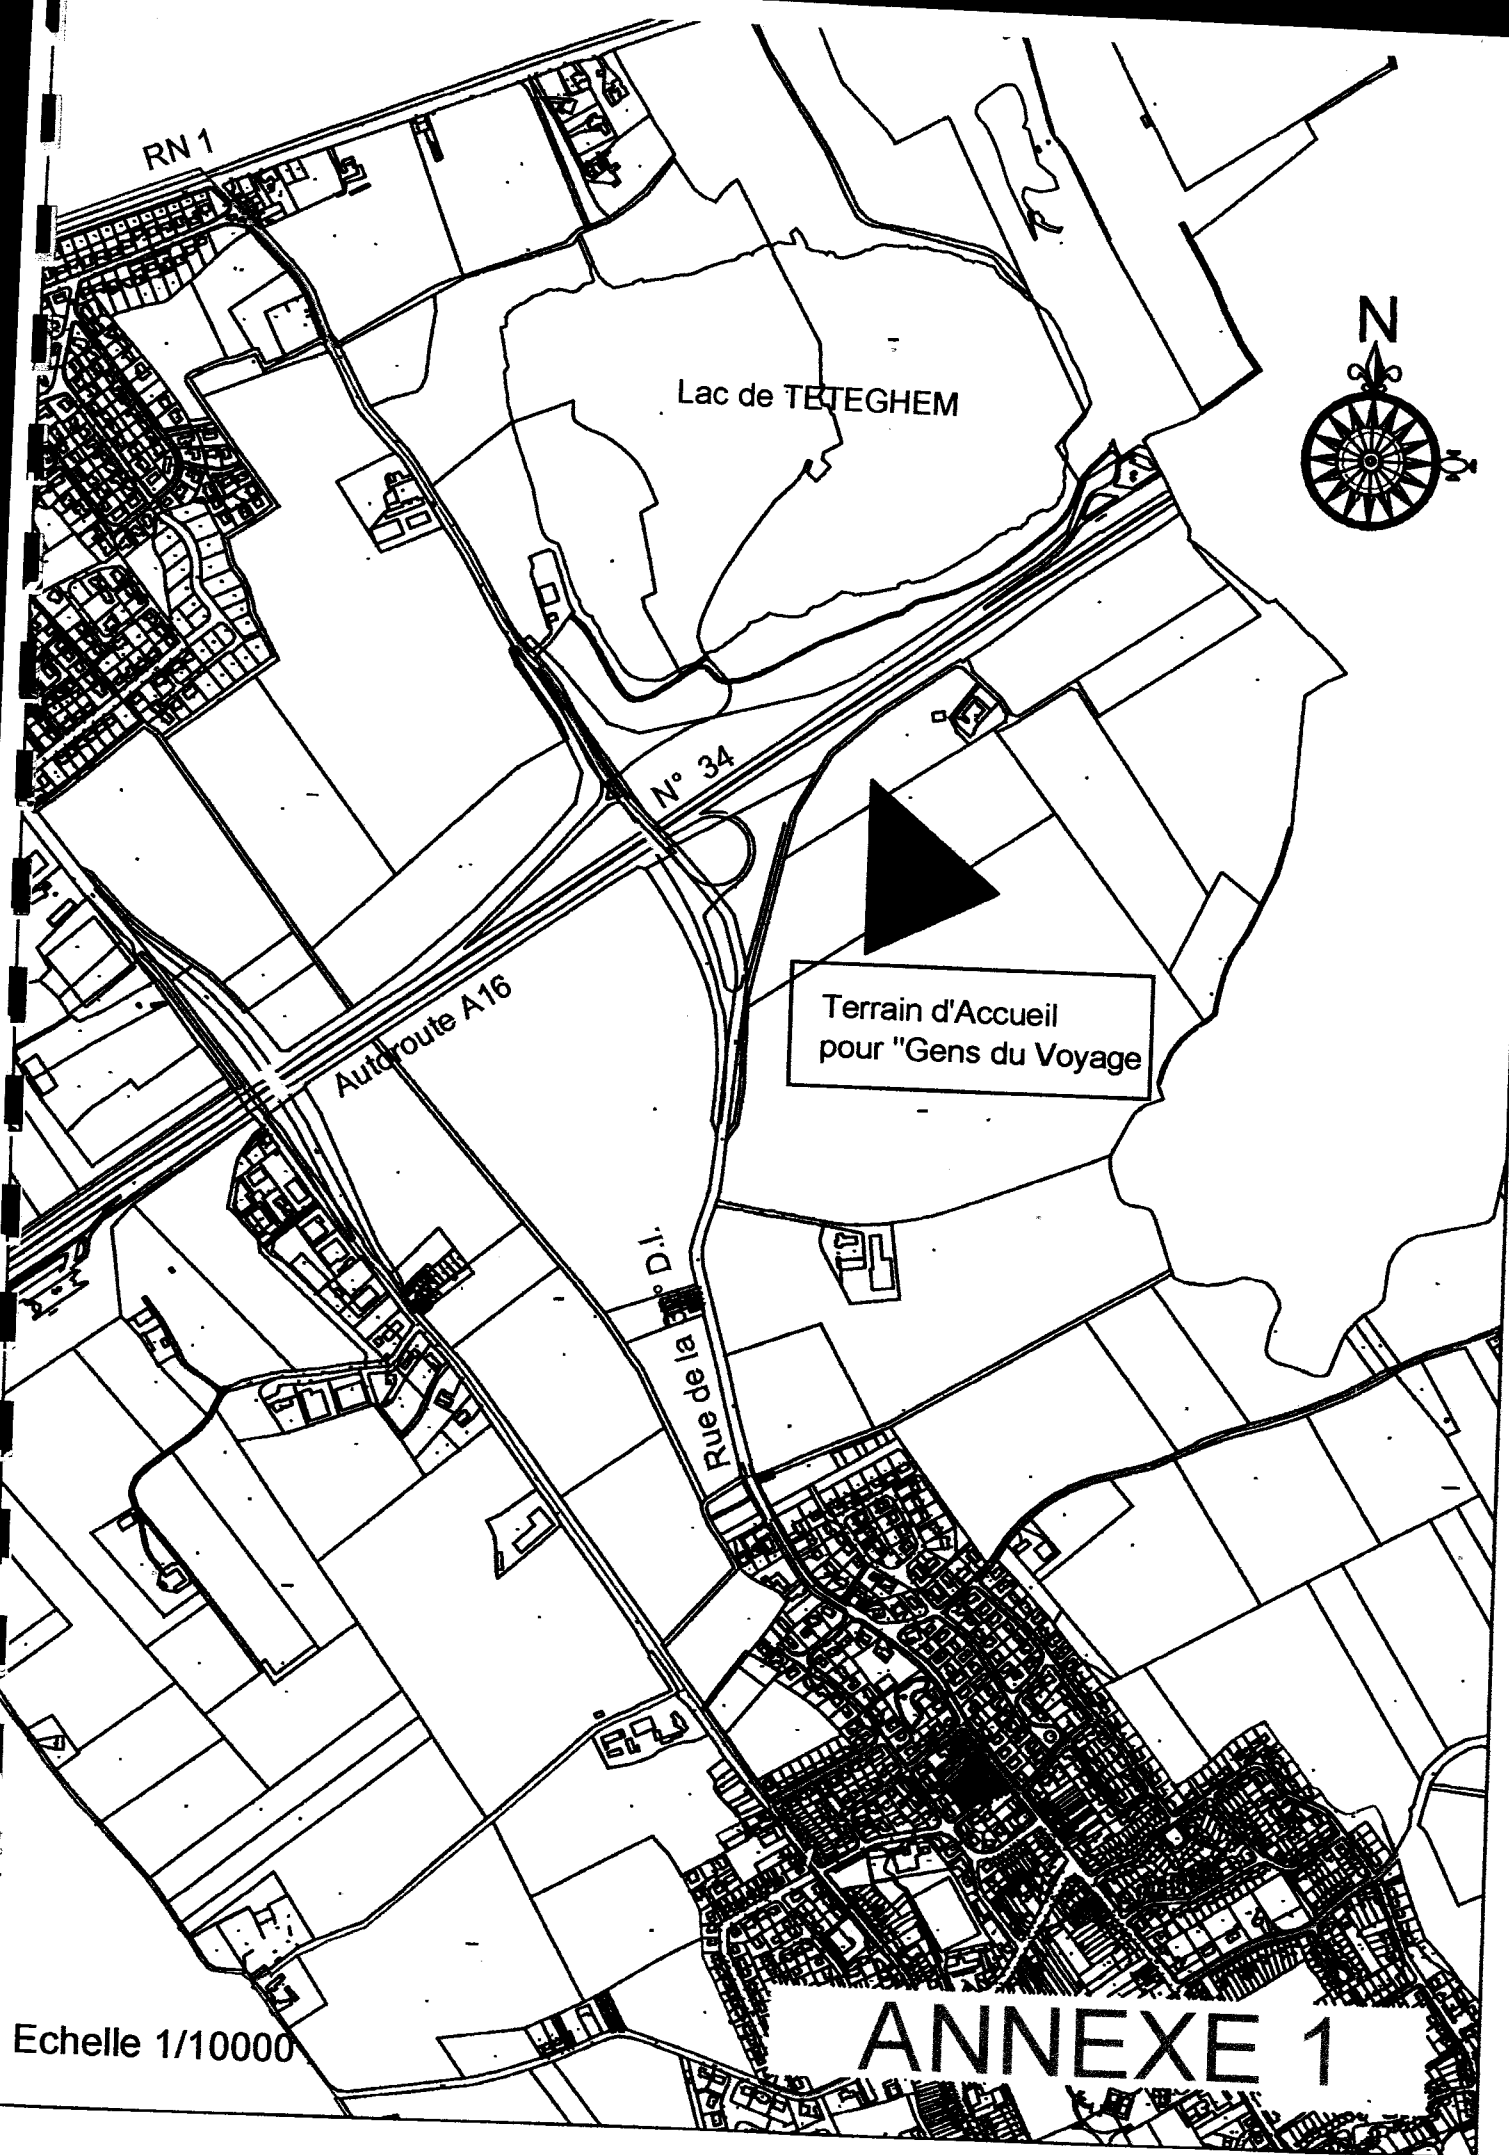 RN 1
N
Lac de TETEGHEM
N° 34
Autoroute A16
Terrain d'Accueil
pour "Gens du Voyage
Rue de la ° D.I.
Echelle 1/10000
ANNEXE 1